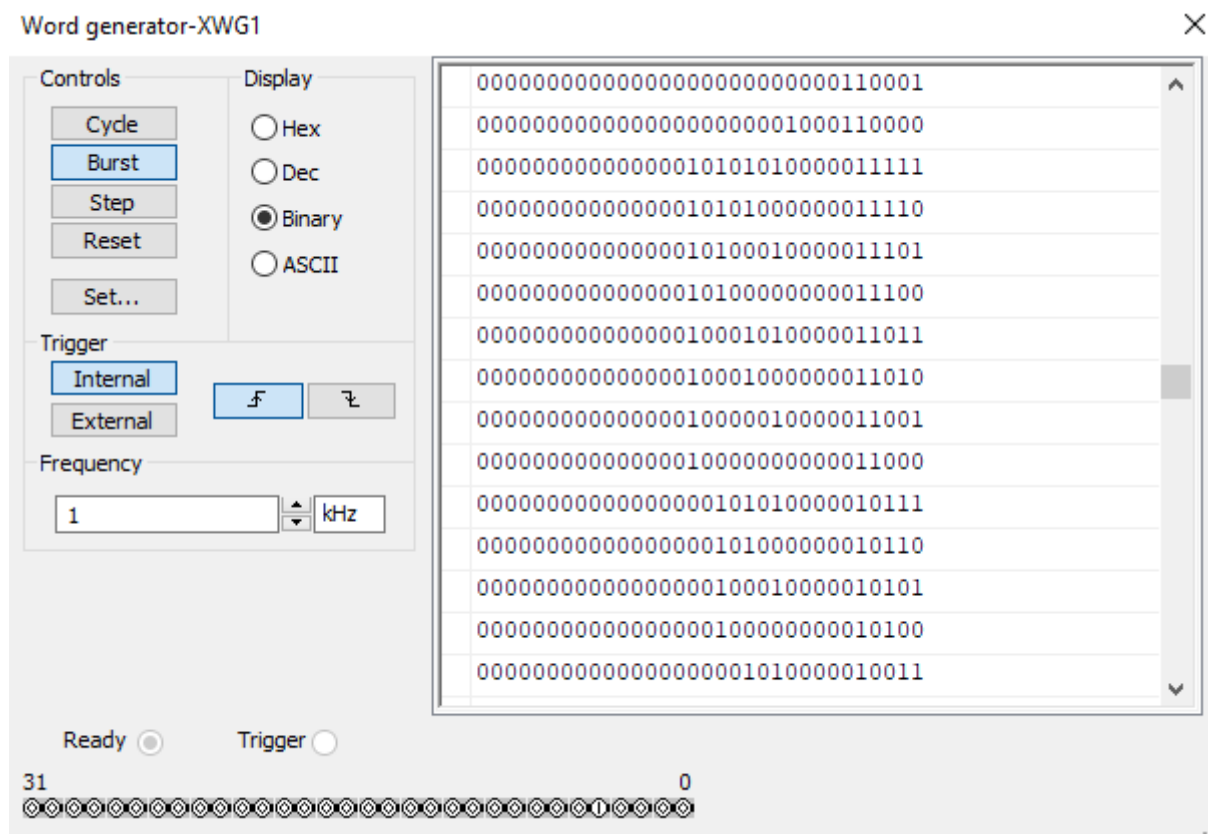 Word generator-XWG1
Controls
Cycle
Burst
Step
Reset
Set...
Display
Hex
Dec
Binary
ASCII
Trigger
Internal
External
Frequency
1 kHz
00000000000000000000000000110001
00000000000000000000001000110000
00000000000000010101010000011111
00000000000000010101000000011110
00000000000000010100010000011101
00000000000000010100000000011100
00000000000000010001010000011011
00000000000000010001000000011010
00000000000000010000010000011001
00000000000000010000000000011000
00000000000000000101010000010111
00000000000000000101000000010110
00000000000000000100010000010101
00000000000000000100000000010100
00000000000000000001010000010011
Ready Trigger
31 0